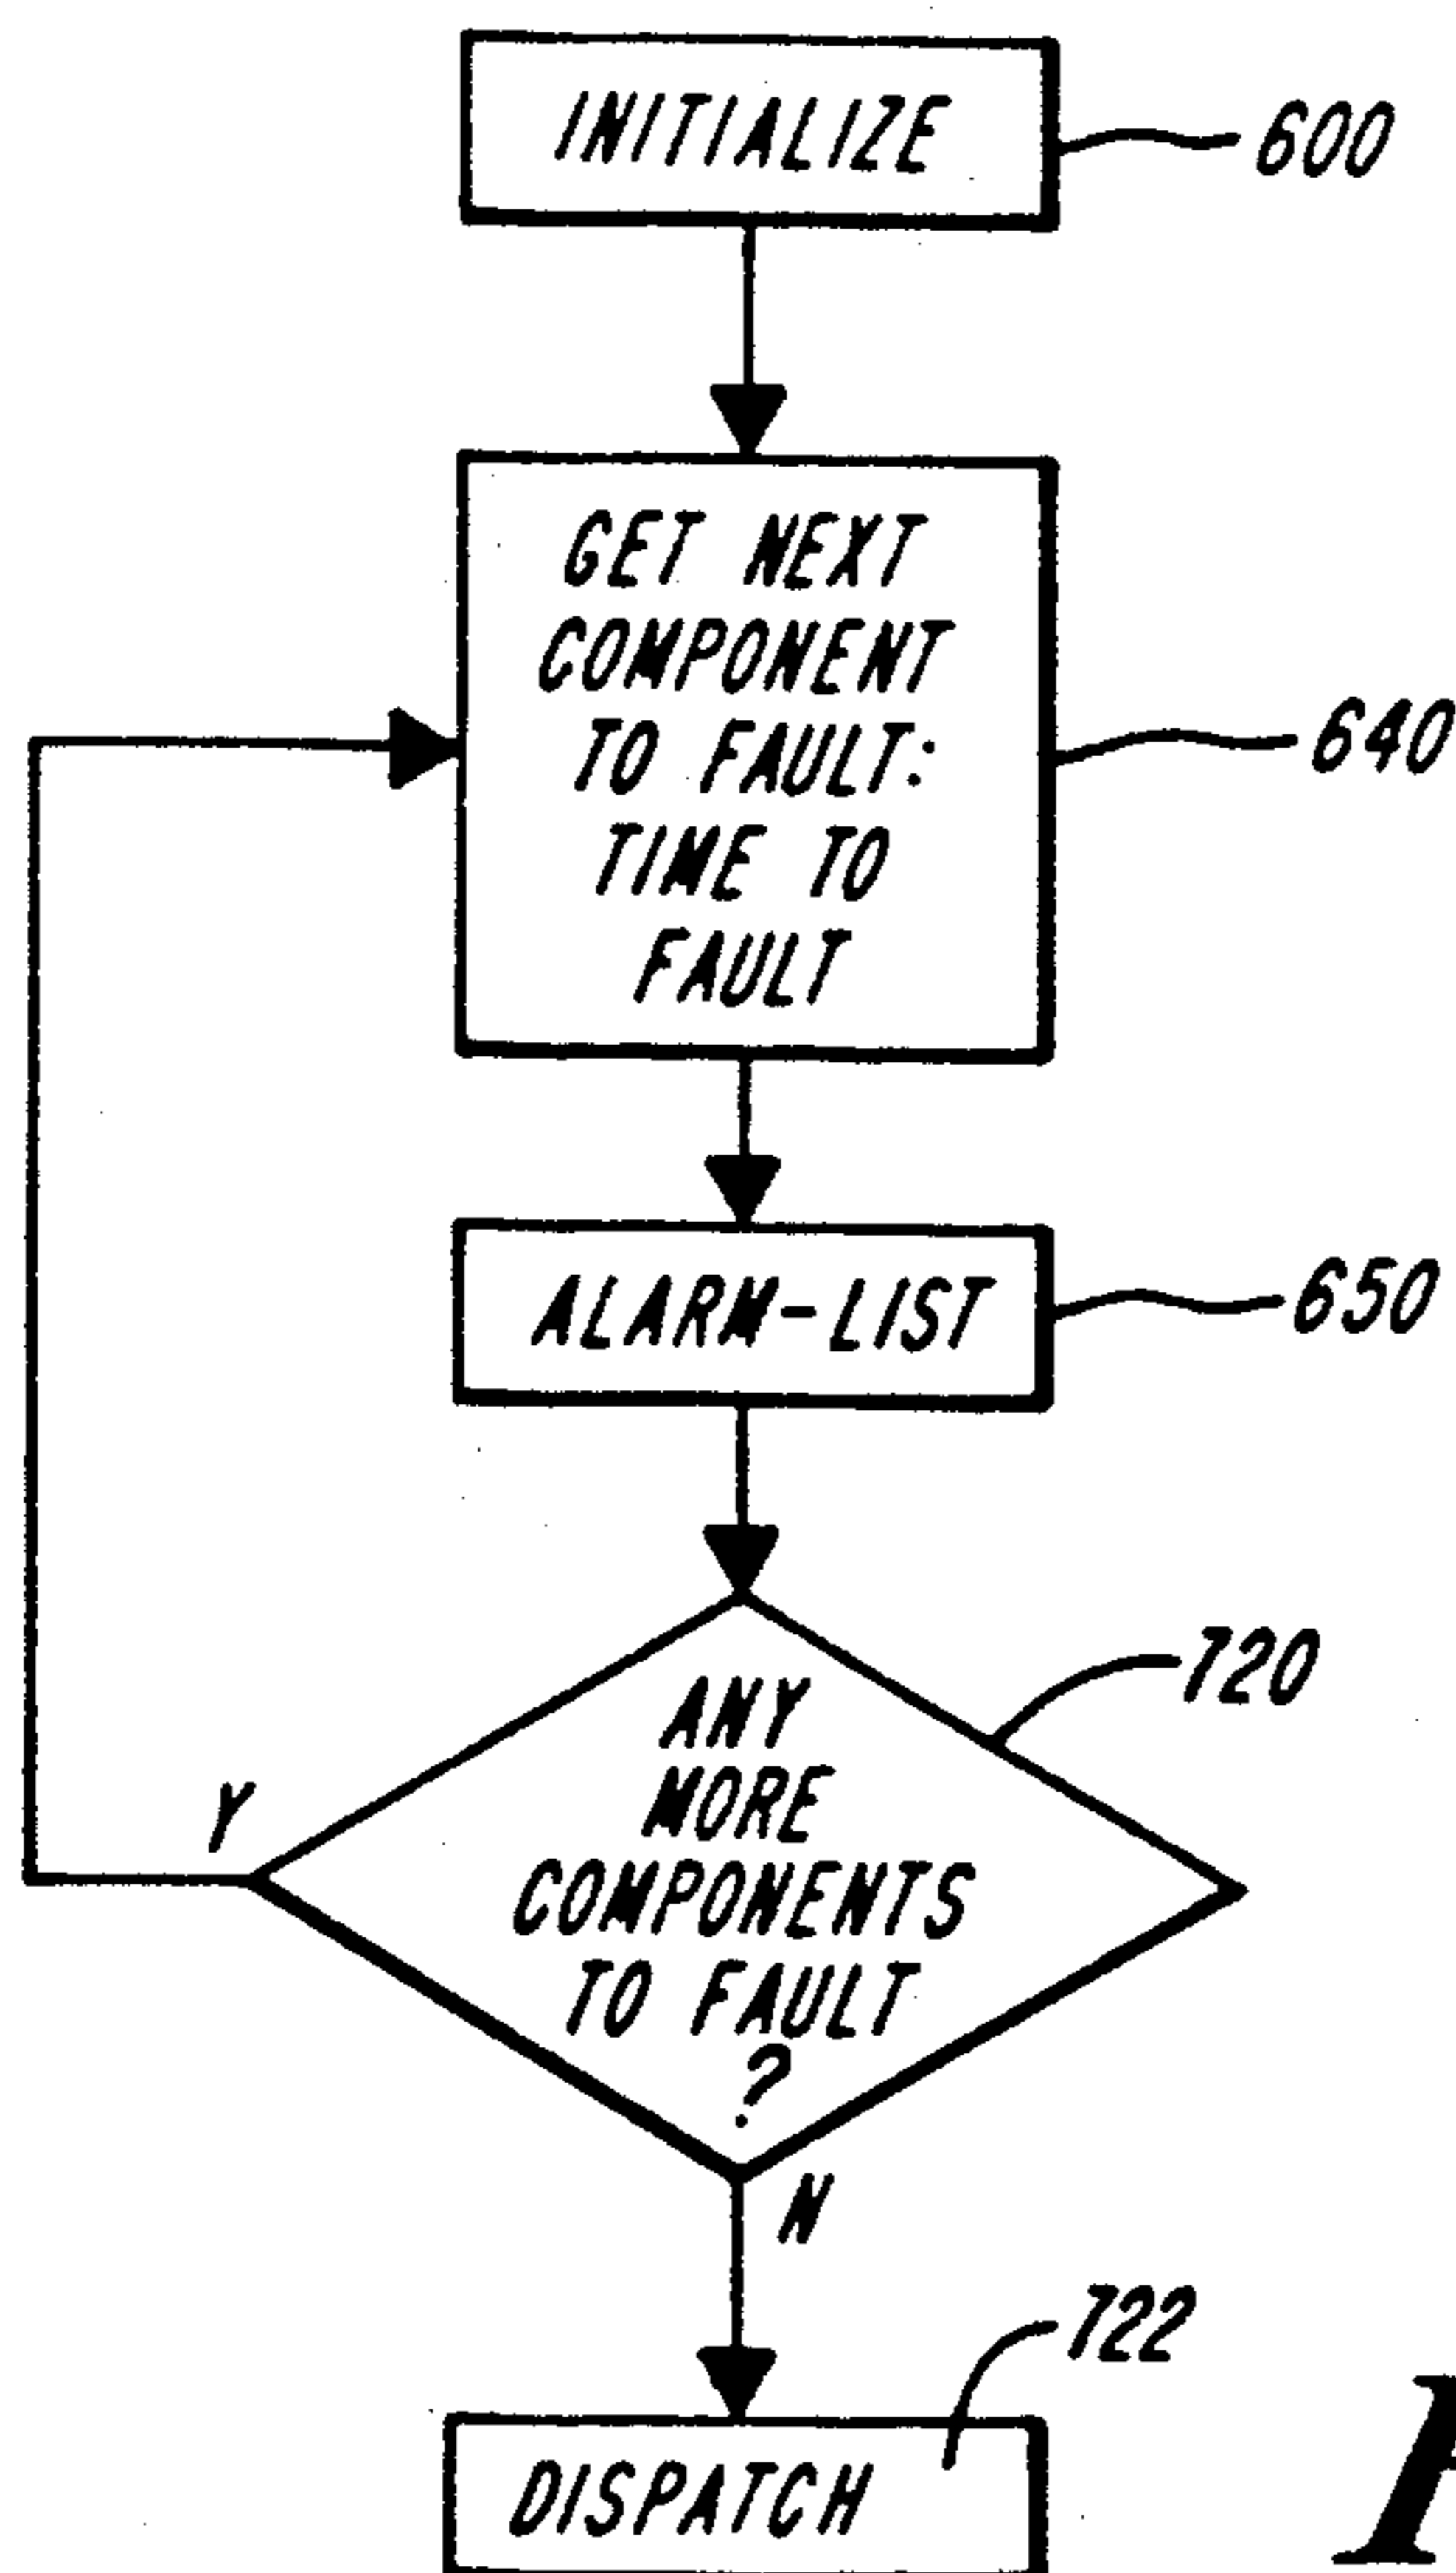 INITIALIZE
600
GET NEXT
COMPONENT
TO FAULT:
TIME TO
FAULT
640
ALARM-LIST
650
720
ANY
MORE
COMPONENTS
TO FAULT
?
Y
N
722
DISPATCH